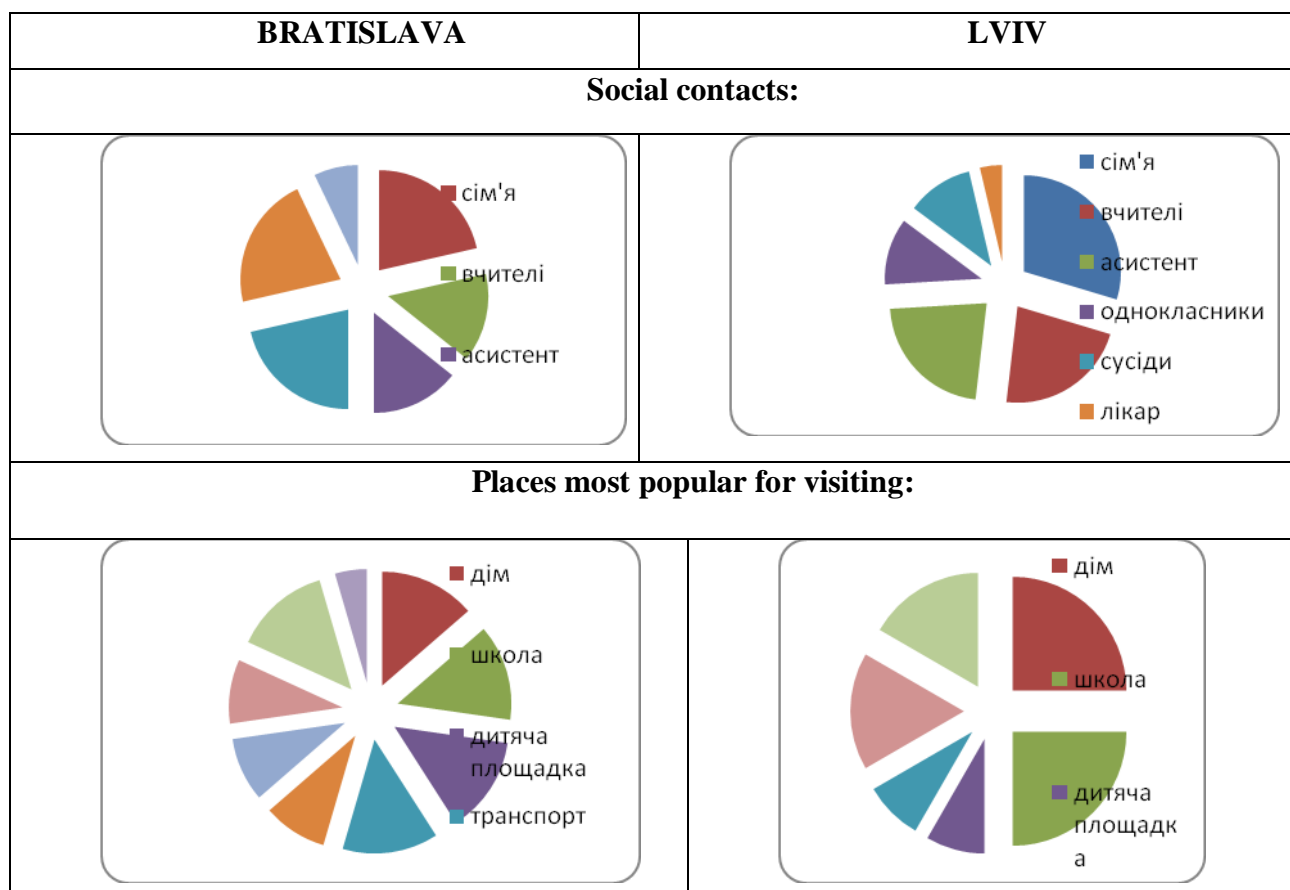 BRATISLAVA
LVIV
Social contacts:
сім'я
вчителі
асистент
сім'я
вчителі
асистент
однокласники
сусіди
лікар
Places most popular for visiting:
дім
школа
дитяча
площадка
транспорт
дім
школа
дитяча
площадк
а